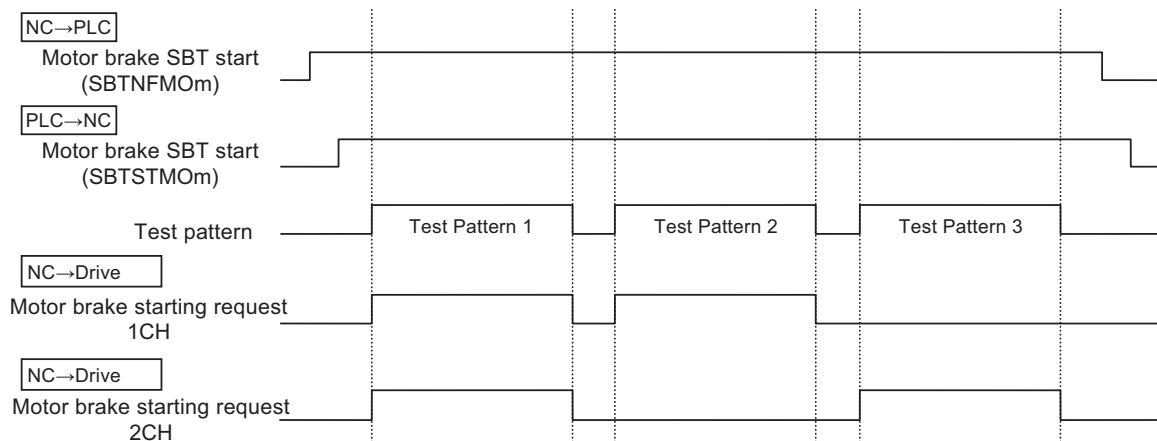 NC→PLC
Motor brake SBT start
(SBTNFMOm)
PLC→NC
Motor brake SBT start
(SBTSTMOm)
Test pattern
Test Pattern 1
Test Pattern 2
Test Pattern 3
NC→Drive
Motor brake starting request
1CH
NC→Drive
Motor brake starting request
2CH